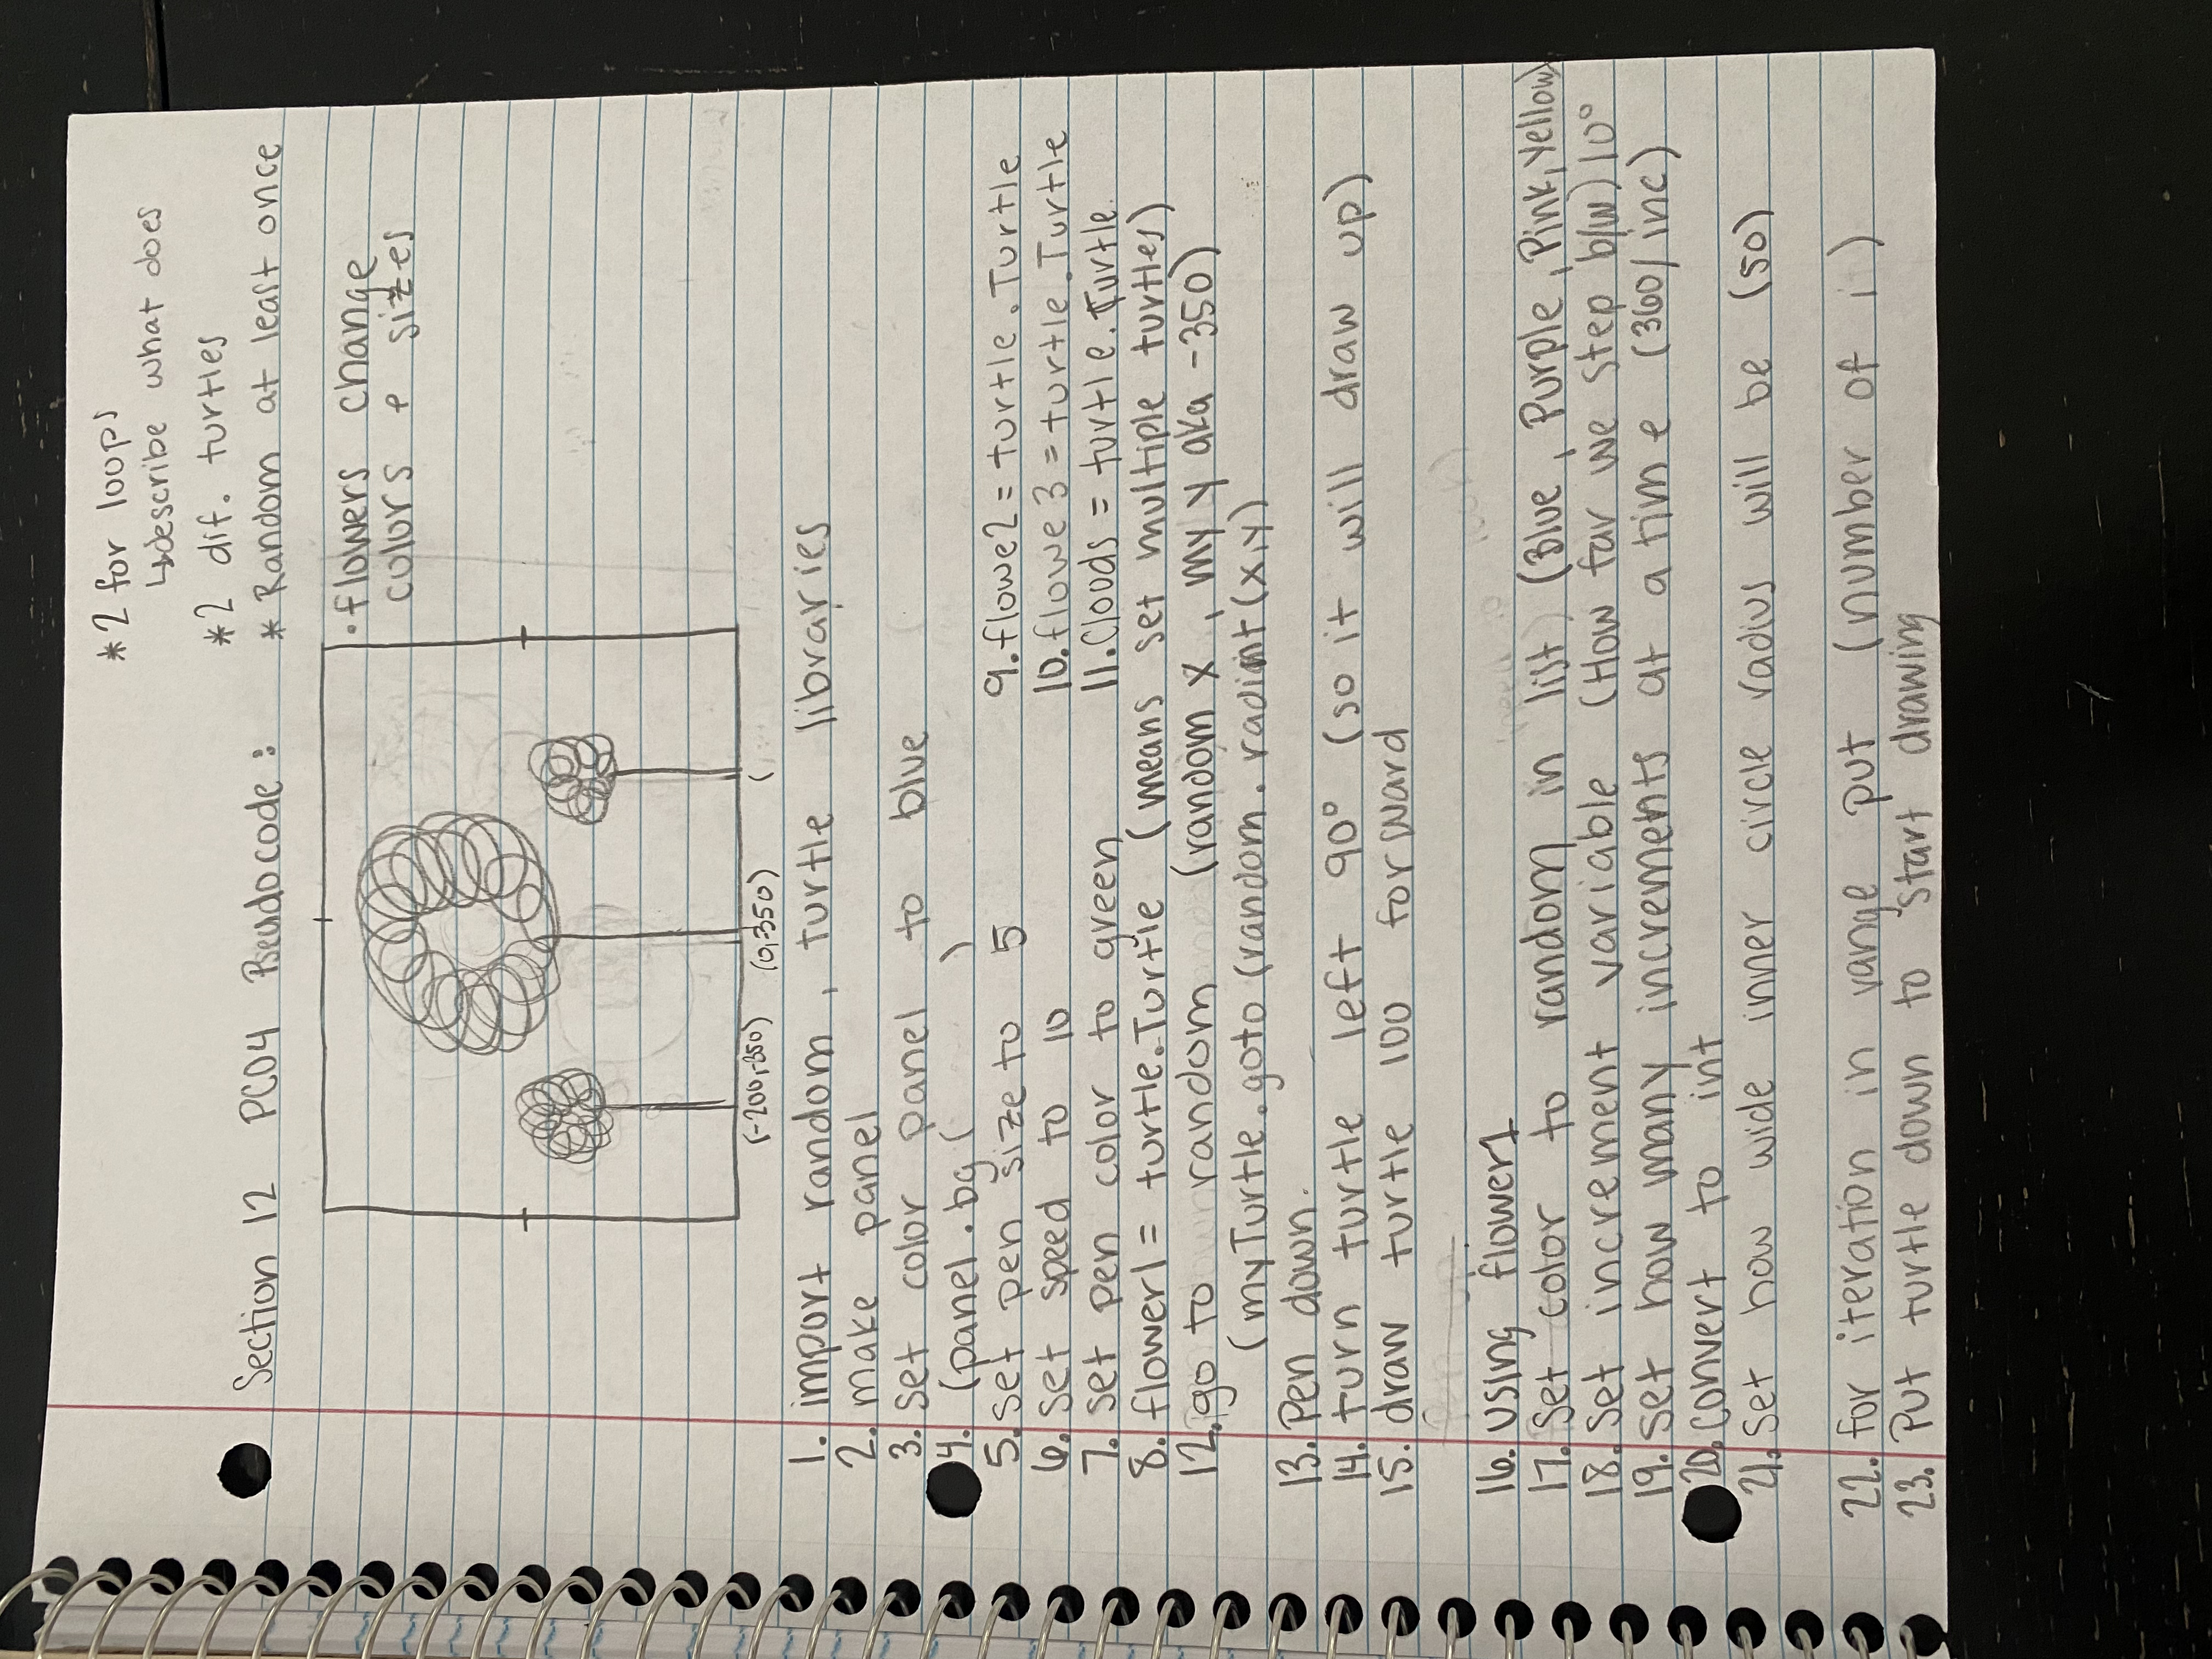 *2 for loops
↳describe what does
*2 dif. turtles
Section 12 PC04 Pseudocode:
* Random at least once
· flowers change
colors e sizes
(-200,-350) (0,-350) (
1. import random, turtle libraries
2. make panel
3. set color panel to blue
4. (panel.bg( )
5. set pen size to 5
6. set speed to 10
7. set pen color to green
8. flower1 = turtle.Turtle (means set multiple turtles)
9. flowe2 = turtle.Turtle
10. flowe3 = turtle.Turtle
11. Clouds = turtle.Turtle.
12. go to random (random x, my y aka -350)
(myTurtle.goto (random. radint(x,y)
13. Pen down.
14. turn turtle left 90° (so it will draw up)
15. draw turtle 100 forward
16. using flower1
17. Set color to random in list (Blue, Purple, Pink, Yellow)
18. Set increment variable (How far we step b/w) 10°
19. set how many increments at a time (360/inc)
20. convert to int
21. Set how wide inner circle radius will be (50)
22. for iteration in range put (number of i)
23. Put turtle down to start drawing